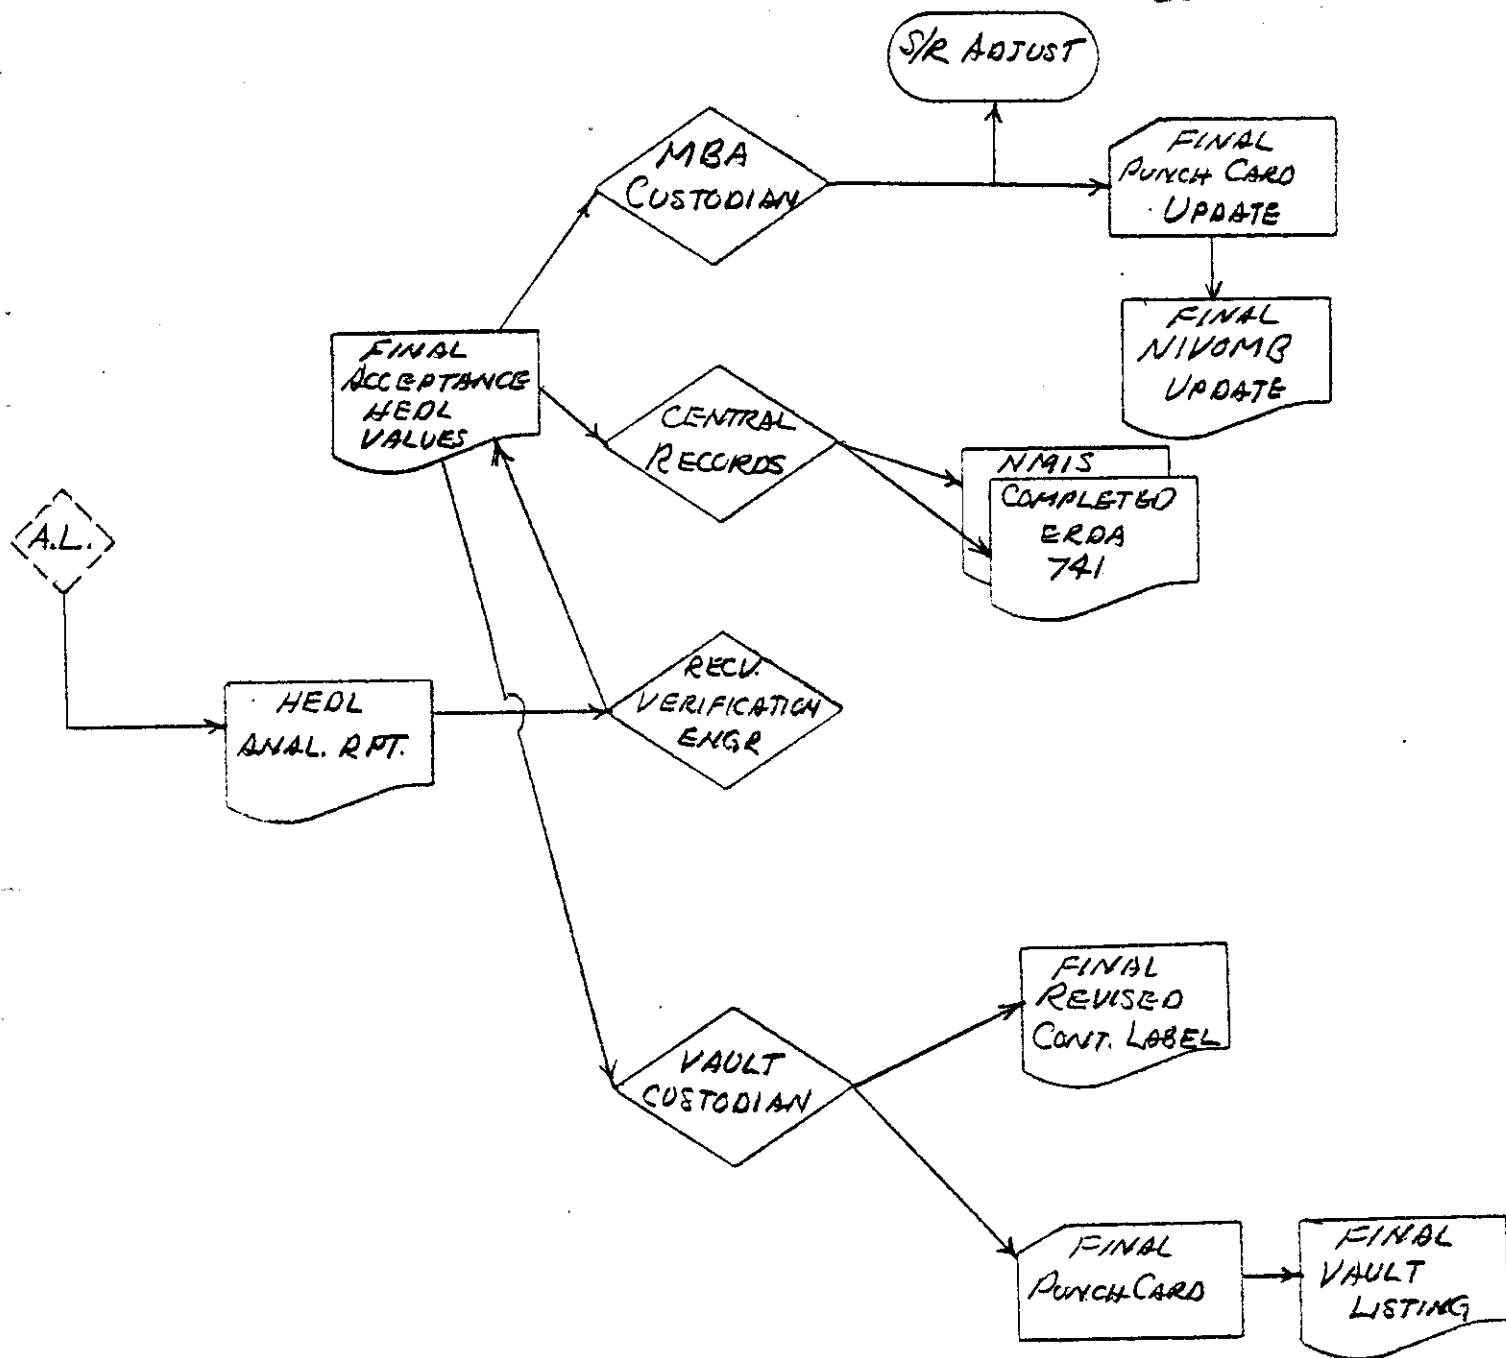 S/R ADJUST
MBA
CUSTODIAN
FINAL
PUNCH CARD
UPDATE
FINAL
NIVOMB
UPDATE
FINAL
ACCEPTANCE
HEDL
VALUES
CENTRAL
RECORDS
NMIS
COMPLETED
ERDA
741
A.L.
HEDL
ANAL. RPT.
RECV.
VERIFICATION
ENGR
FINAL
REVISED
CONT. LABEL
VAULT
CUSTODIAN
FINAL
PUNCH CARD
FINAL
VAULT
LISTING